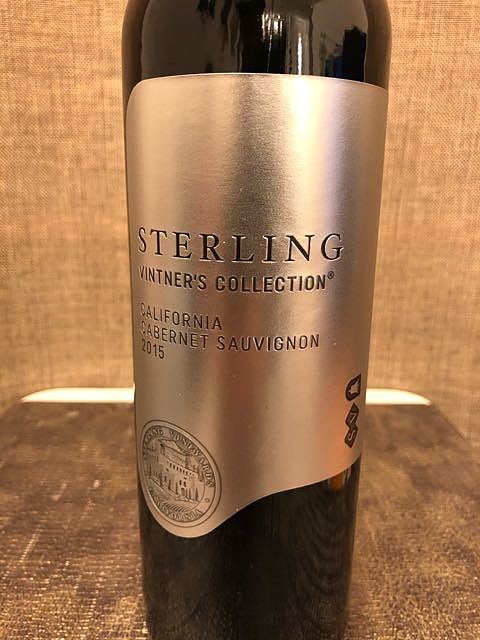 STERLING
VINTNER'S COLLECTION®
CALIFORNIA
CABERNET SAUVIGNON
2015